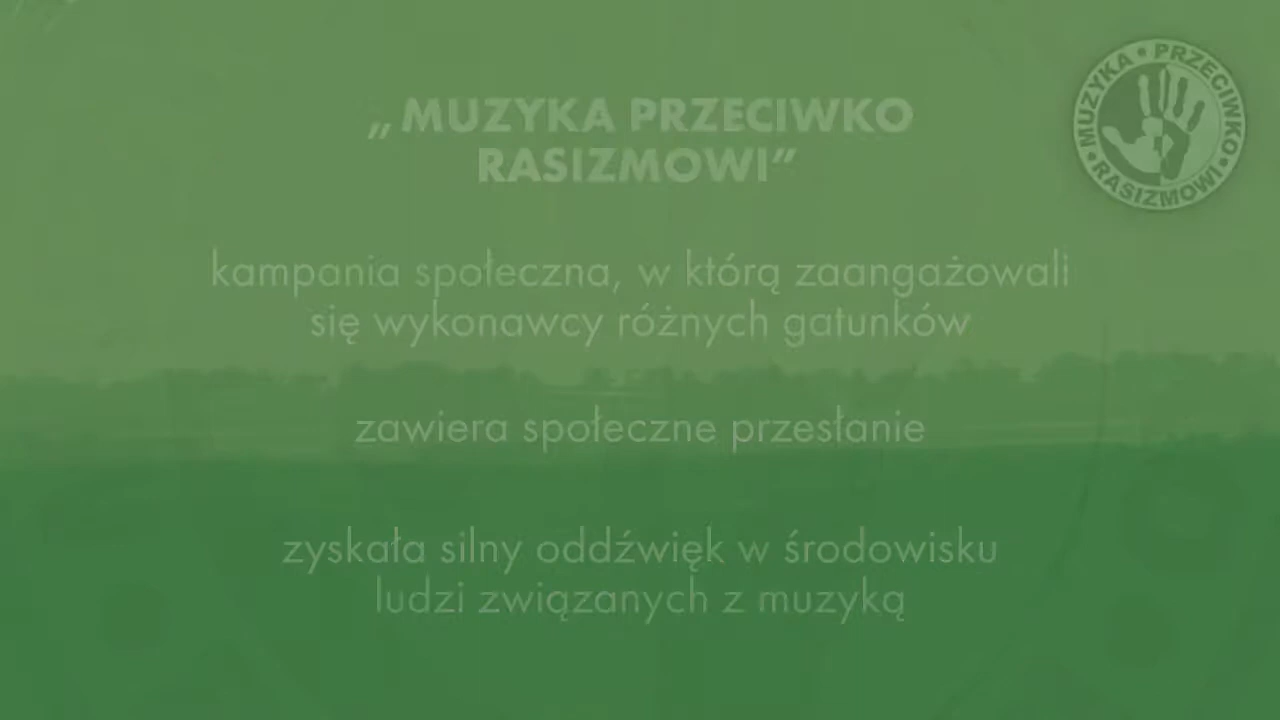 „MUZYKA PRZECIWKO
RASIZMOWI”
MUZYKA • PRZECIWKO • RASIZMOWI •
kampania społeczna, w którą zaangażowali
się wykonawcy różnych gatunków
zawiera społeczne przesłanie
zyskała silny oddźwięk w środowisku
ludzi związanych z muzyką